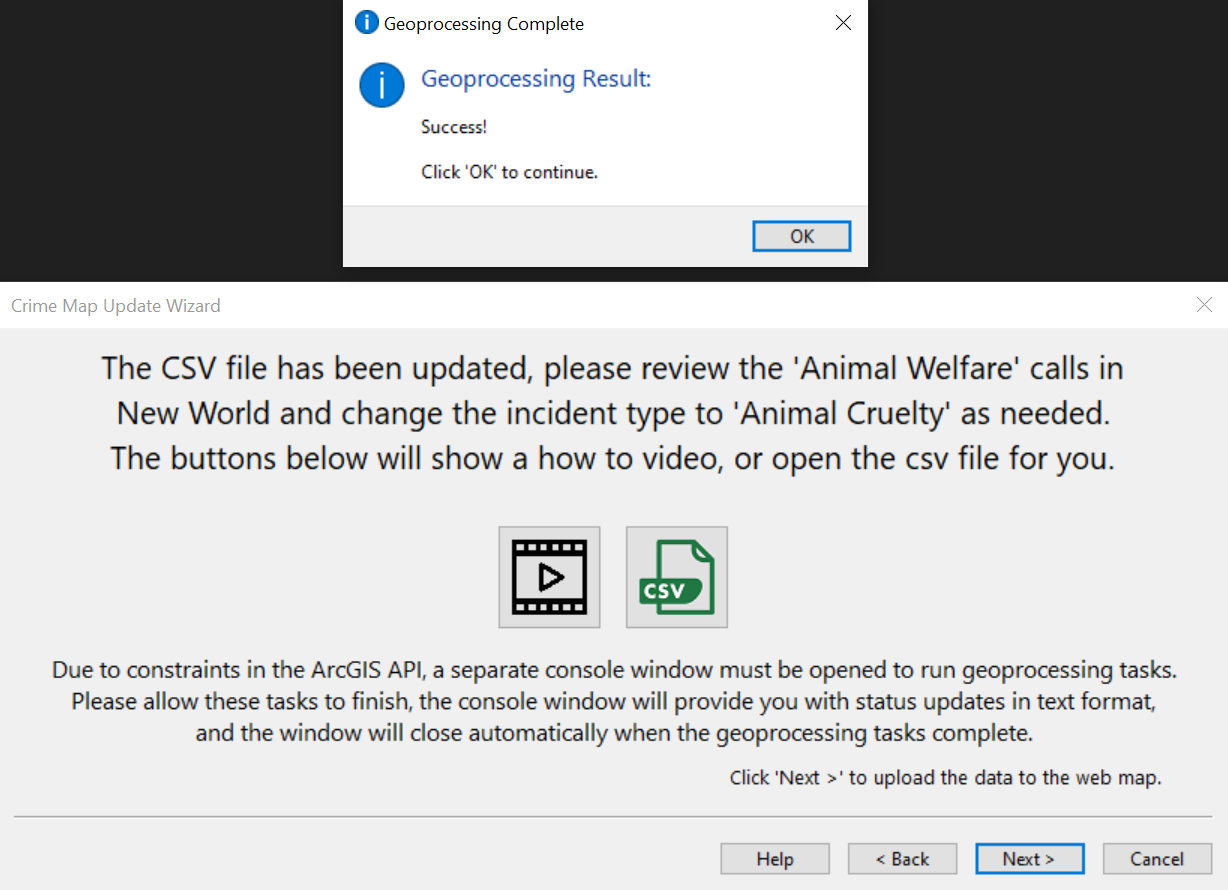 Geoprocessing Complete
Geoprocessing Result:
Success!
Click 'OK' to continue.
OK
Crime Map Update Wizard
The CSV file has been updated, please review the 'Animal Welfare' calls in
New World and change the incident type to 'Animal Cruelty' as needed.
The buttons below will show a how to video, or open the csv file for you.
CSV
Due to constraints in the ArcGIS API, a separate console window must be opened to run geoprocessing tasks.
Please allow these tasks to finish, the console window will provide you with status updates in text format,
and the window will close automatically when the geoprocessing tasks complete.
Click 'Next >' to upload the data to the web map.
Help
< Back
Next >
Cancel